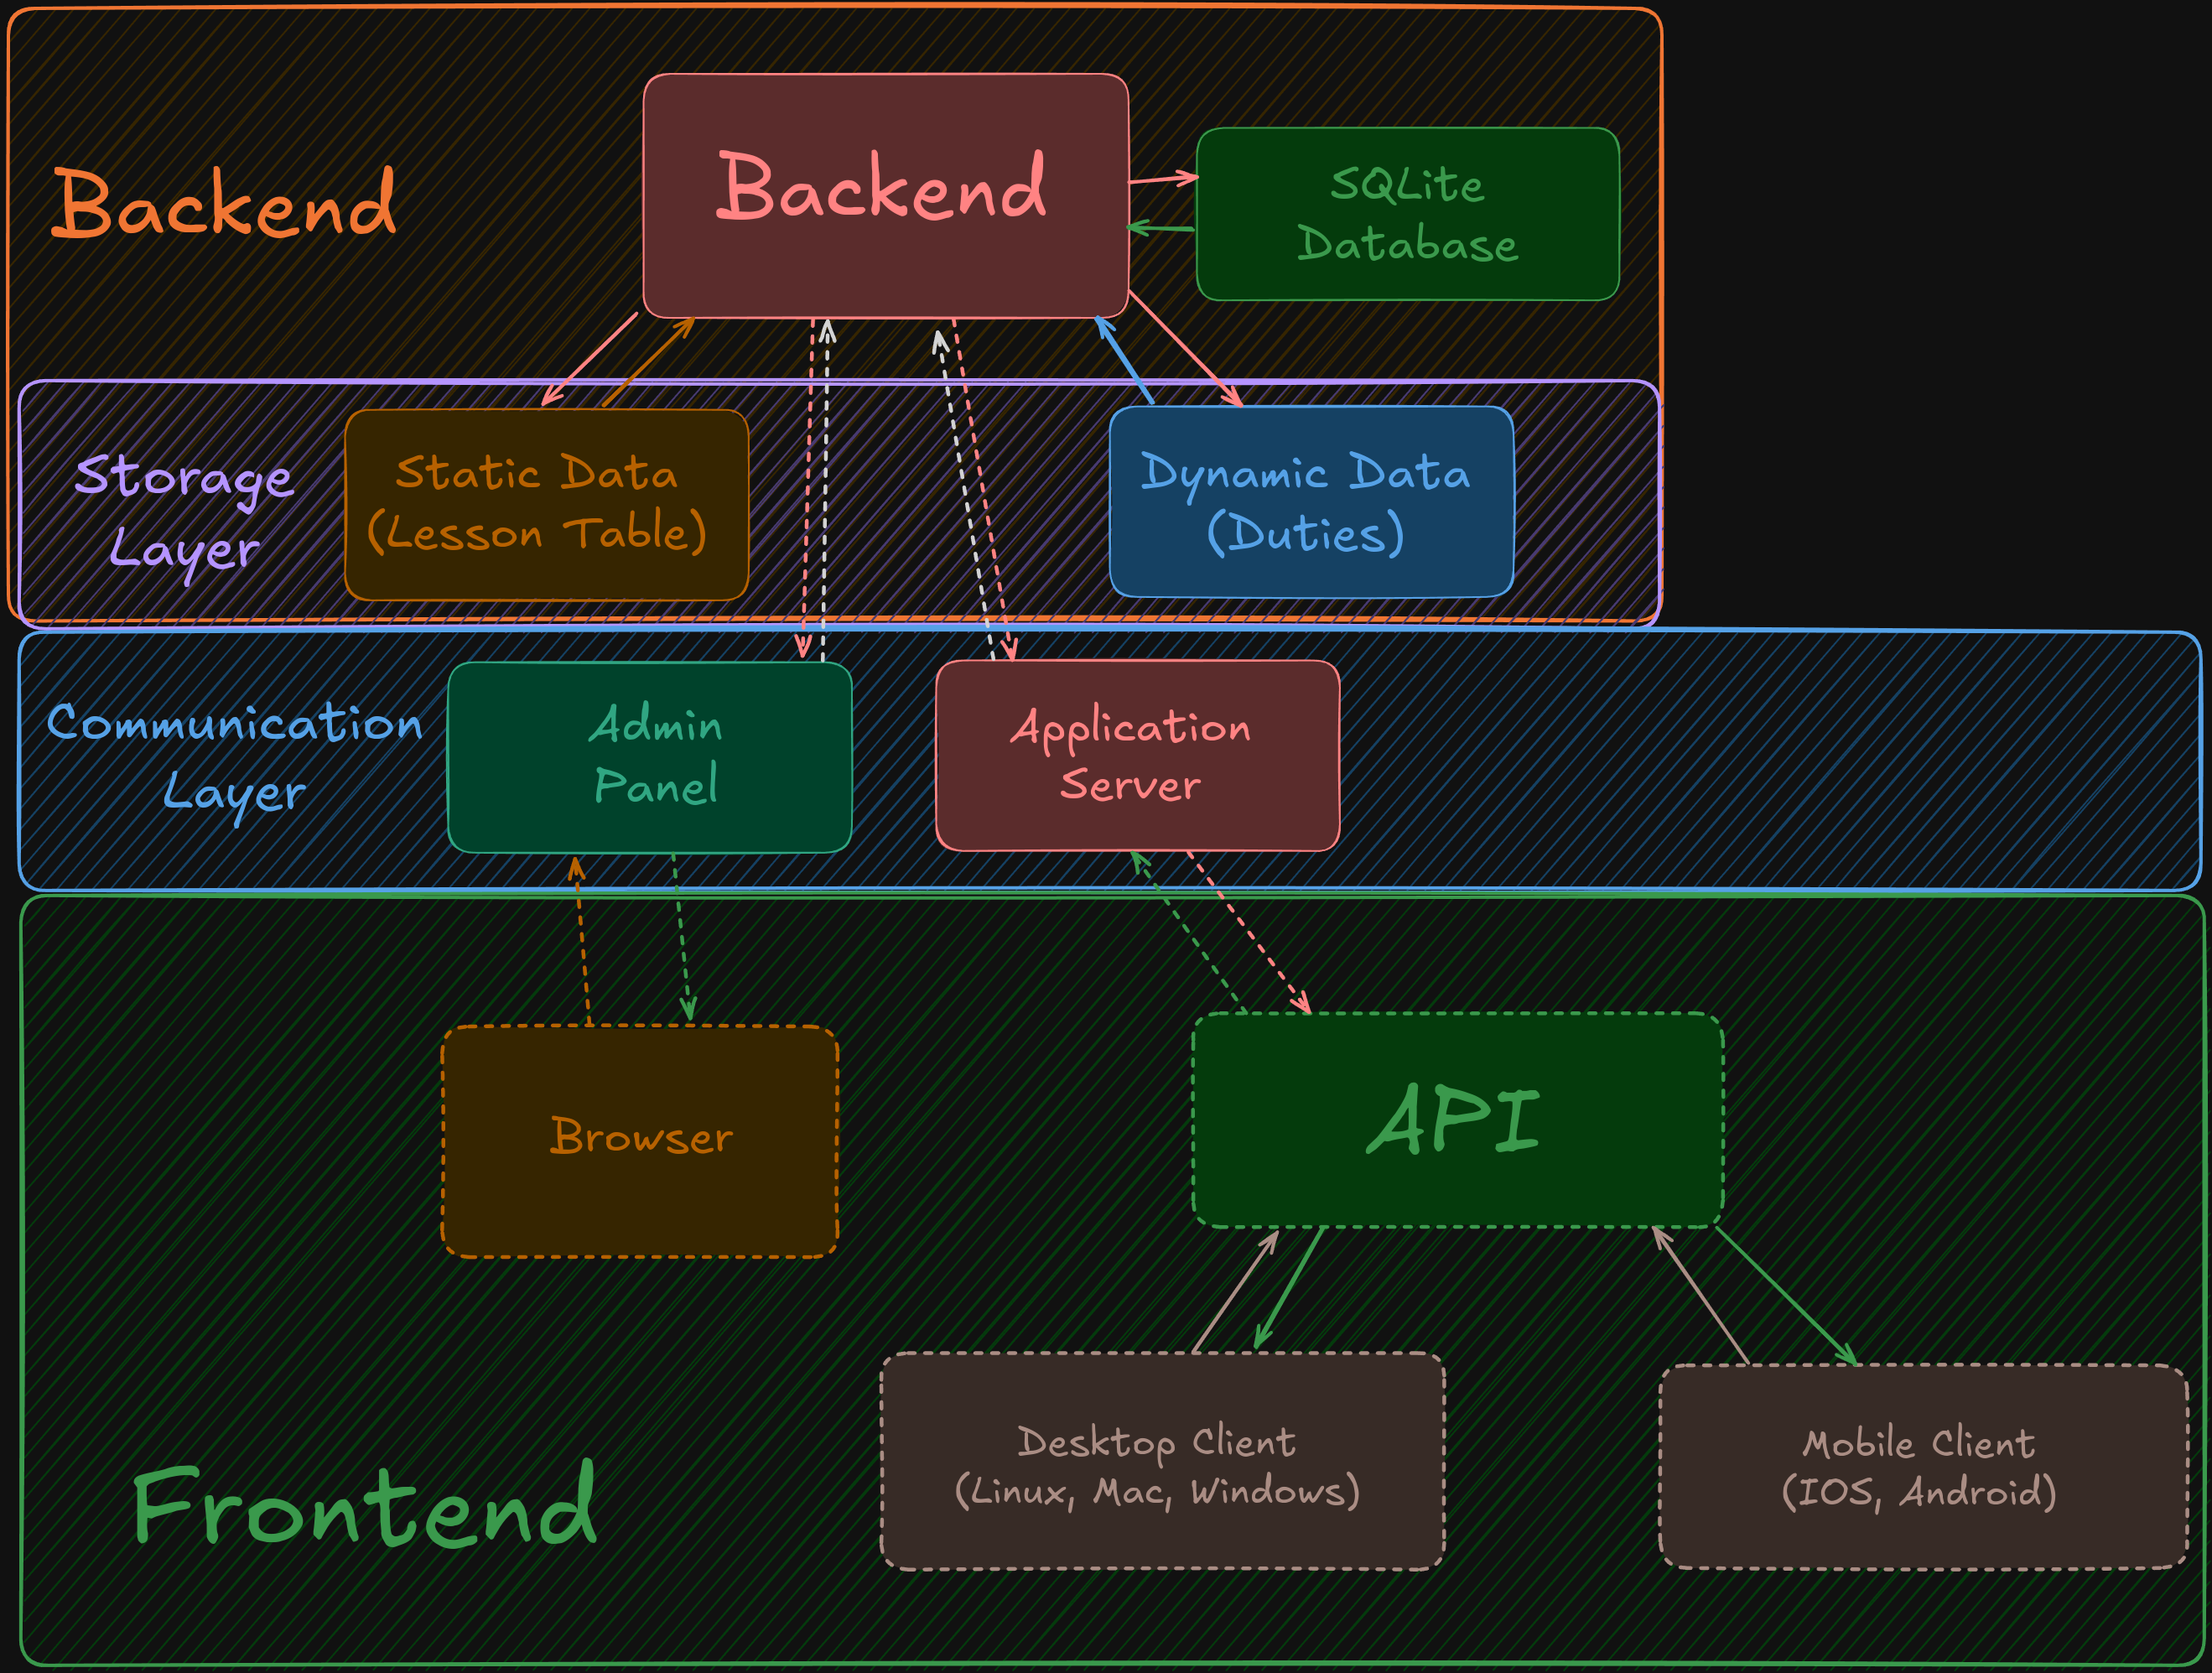 Backend
Backend
SQLite
Database
Storage
Layer
Static Data
(Lesson Table)
Dynamic Data
(Duties)
Communication
Layer
Admin
Panel
Application
Server
Browser
API
Desktop Client
(Linux, Mac, Windows)
Mobile Client
(IOS, Android)
Frontend